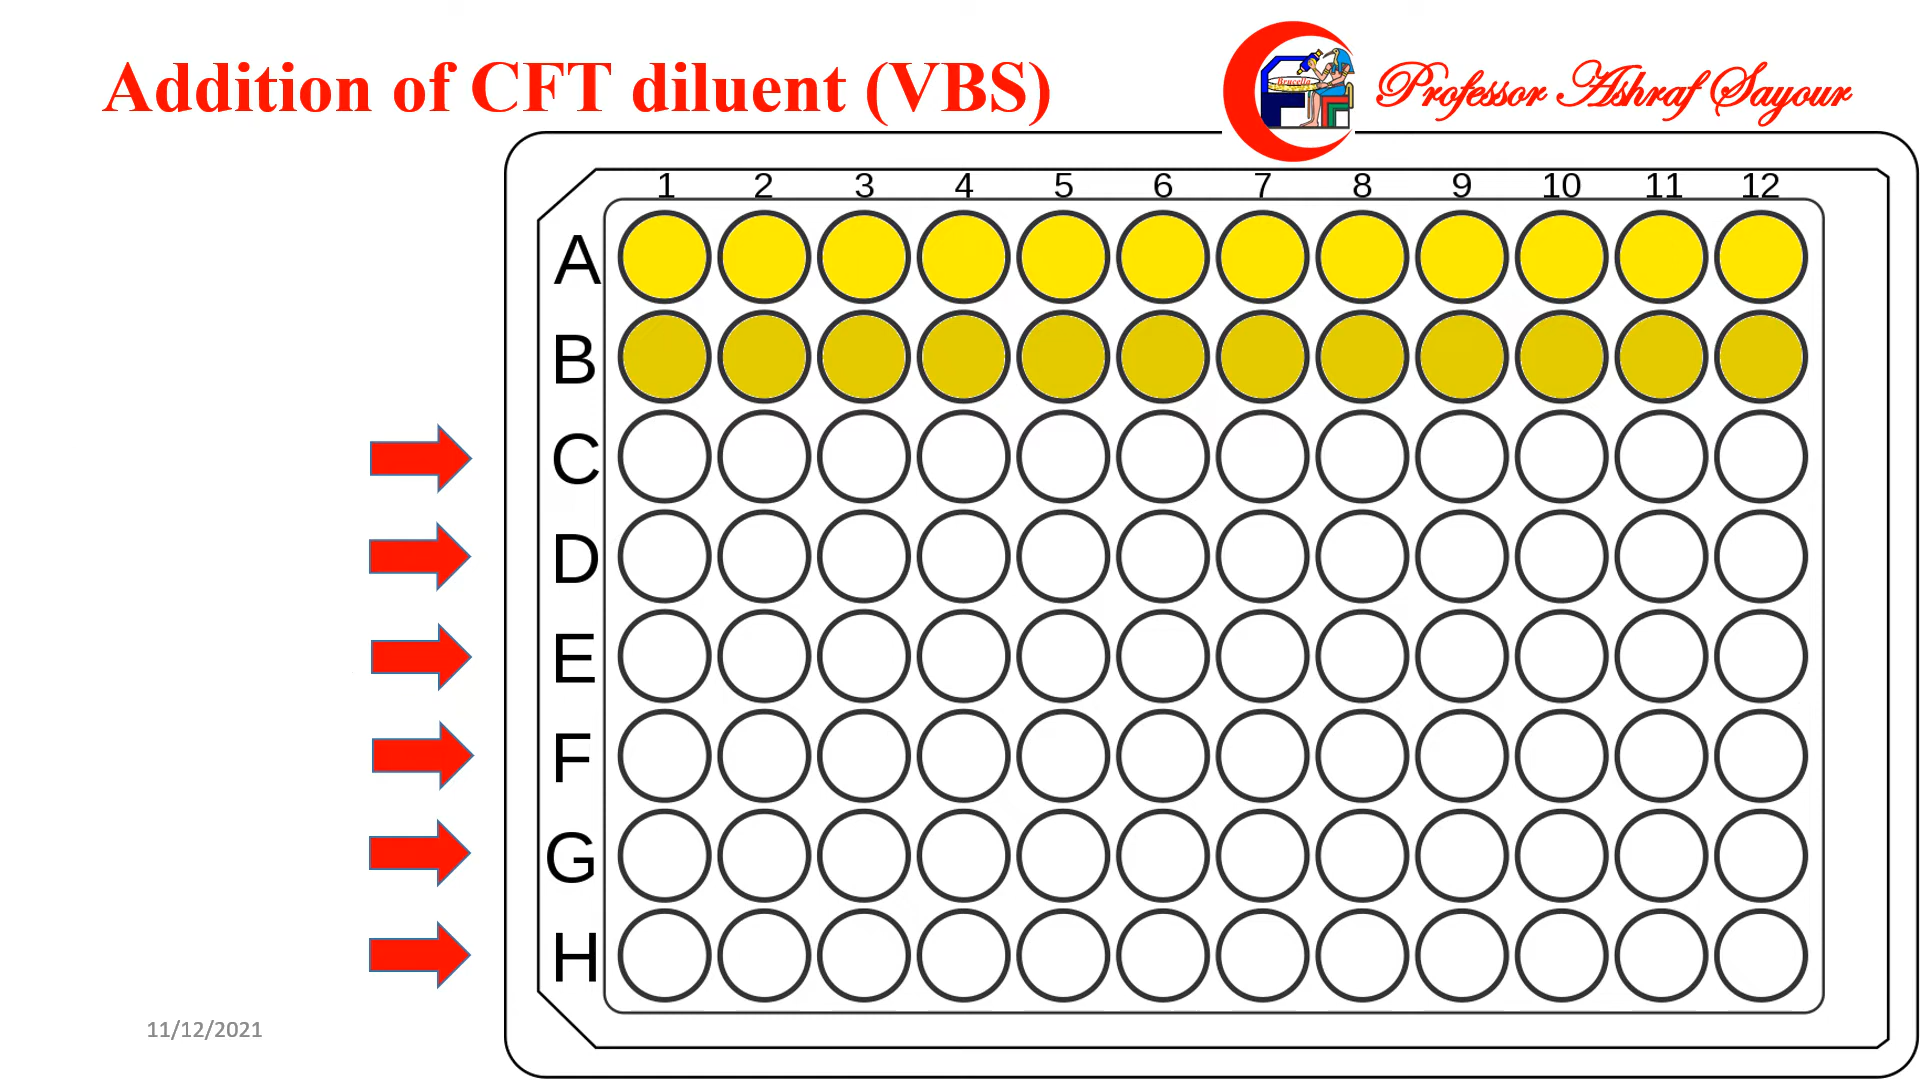 Addition of CFT diluent (VBS)
Brucella
Professor Ashraf Sayour
1 2 3 4 5 6 7 8 9 10 11 12
A
B
C
D
E
F
G
H
11/12/2021